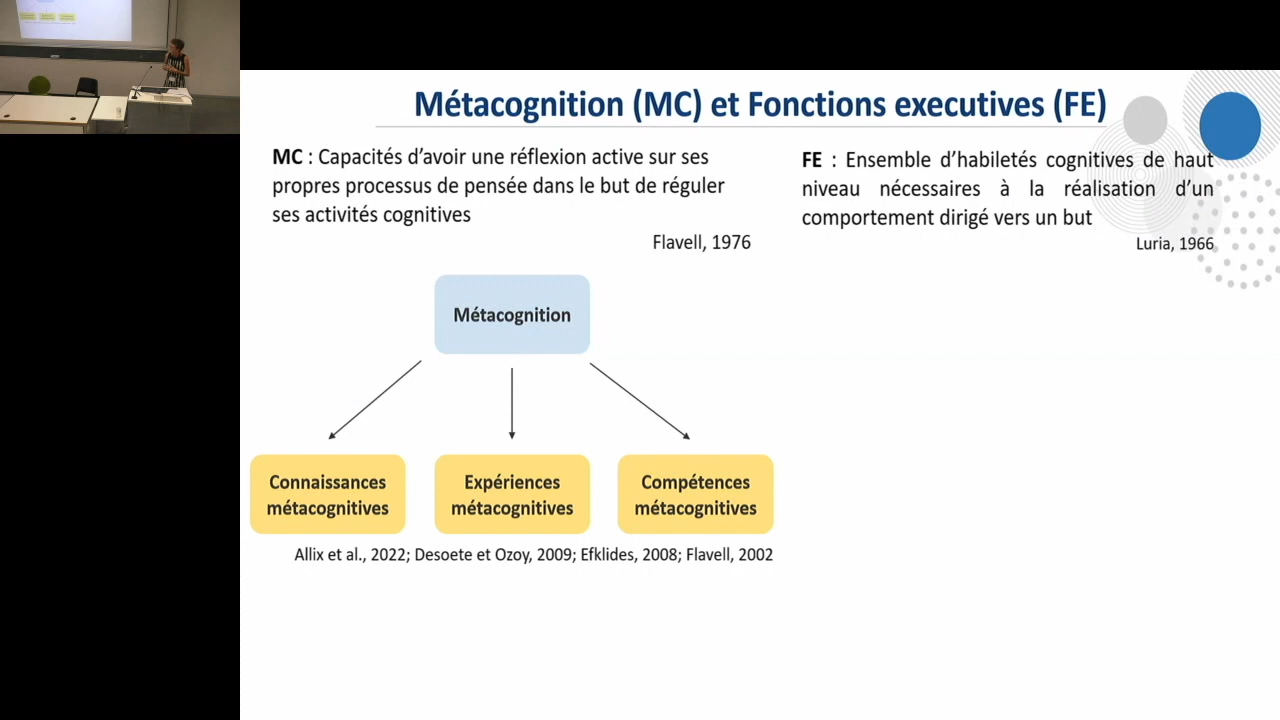 Métacognition (MC) et Fonctions executives (FE)
MC : Capacités d'avoir une réflexion active sur ses
propres processus de pensée dans le but de réguler
ses activités cognitives
Flavell, 1976
FE : Ensemble d'habiletés cognitives de haut
niveau nécessaires à la réalisation d'un
comportement dirigé vers un but
Luria, 1966
Métacognition
Connaissances
métacognitives
Expériences
métacognitives
Compétences
métacognitives
Allix et al., 2022; Desoete et Ozoy, 2009; Efklides, 2008; Flavell, 2002